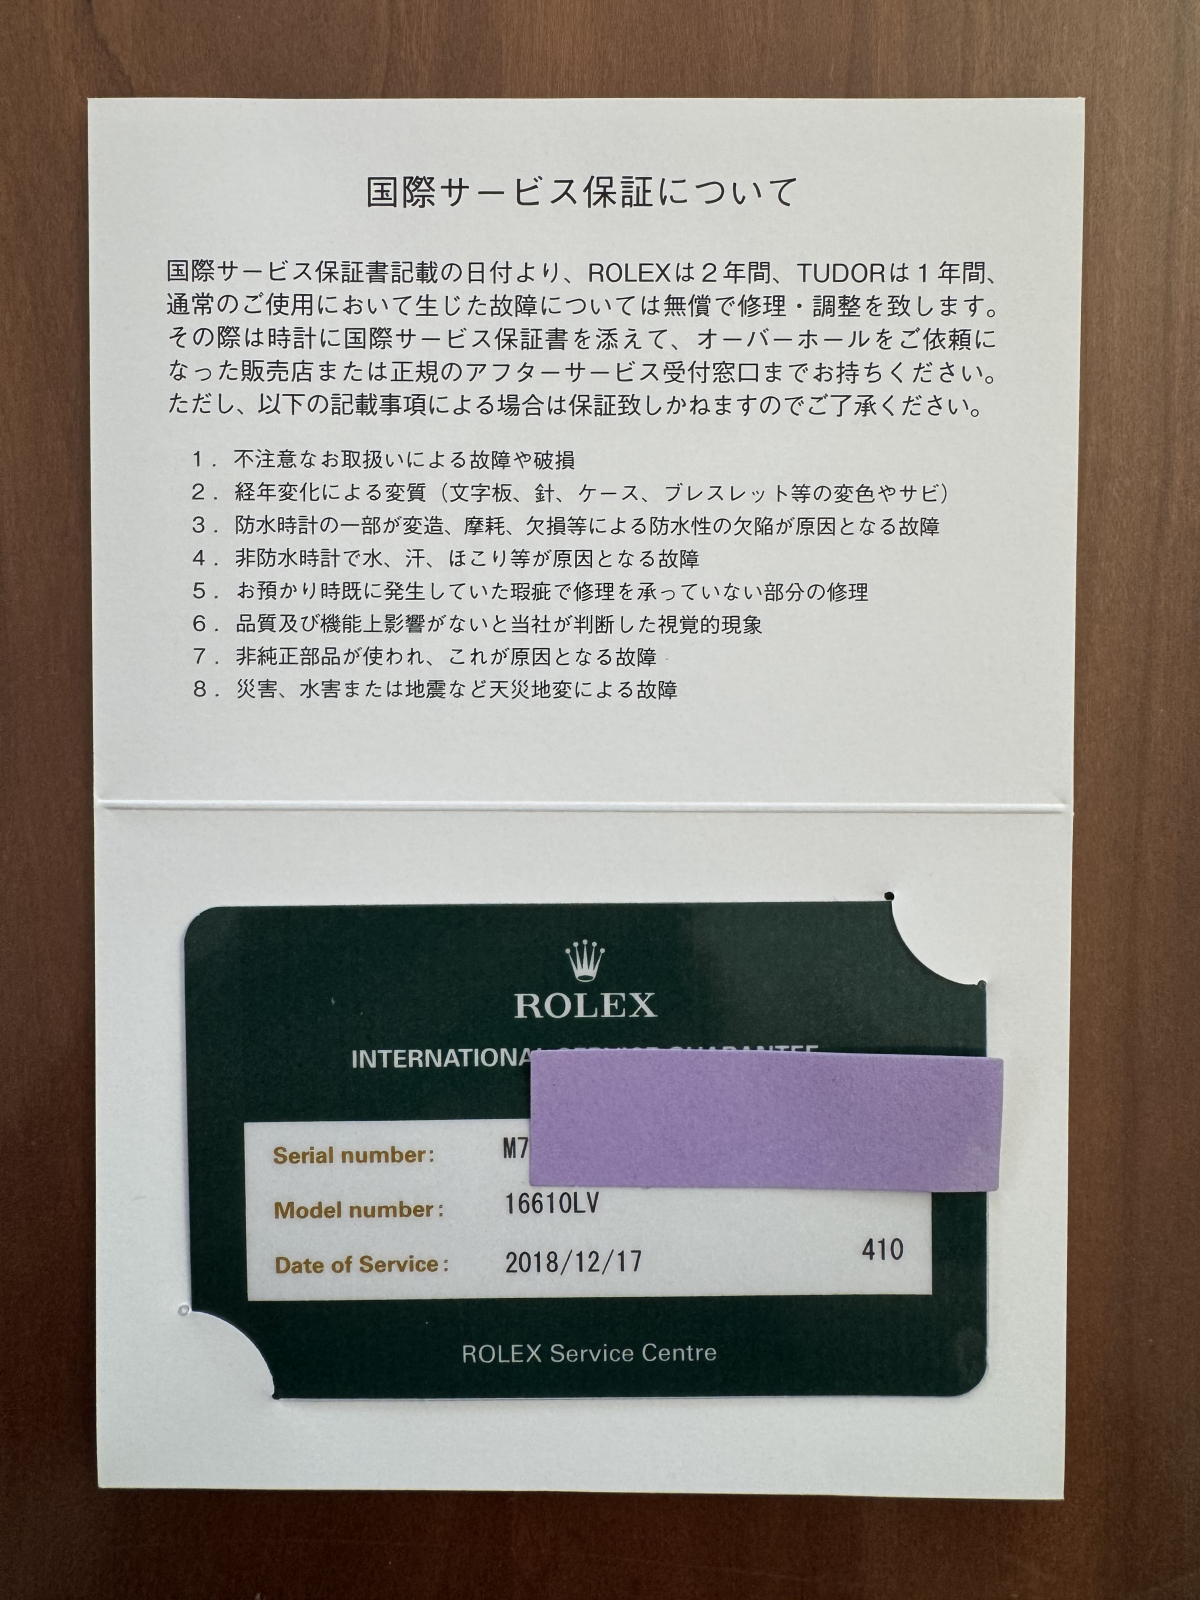 国際サービス保証について
国際サービス保証書記載の日付より、ROLEXは2年間、TUDORは1年間、
通常のご使用において生じた故障については無償で修理・調整を致します。
その際は時計に国際サービス保証書を添えて、オーバーホールをご依頼に
なった販売店または正規のアフターサービス受付窓口までお持ちください。
ただし、以下の記載事項による場合は保証致しかねますのでご了承ください。
1. 不注意なお取扱いによる故障や破損
2. 経年変化による変質（文字板、針、ケース、ブレスレット等の変色やサビ）
3. 防水時計の一部が変造、摩耗、欠損等による防水性の欠陥が原因となる故障
4. 非防水時計で水、汗、ほこり等が原因となる故障
5. お預かり時既に発生していた瑕疵で修理を承っていない部分の修理
6. 品質及び機能上影響がないと当社が判断した視覚的現象
7. 非純正部品が使われ、これが原因となる故障
8. 災害、水害または地震など天災地変による故障
ROLEX
INTERNATIONAL SERVICE GUARANTEE
Serial number: M7
Model number: 16610LV
Date of Service: 2018/12/17 410
ROLEX Service Centre